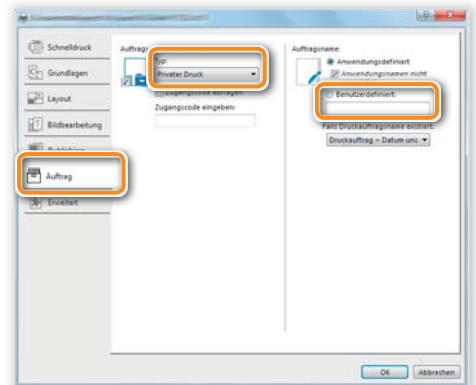 Schnelldruck
Grundlagen
Layout
Bildbearbeitung
Publishing
Auftrag
Erweitert
Typ:
Privater Druck
Zugangscode abfragen
Zugangscode eingeben:
Auftragsname:
Anwendungsdefiniert
Anwendungsnamen nicht
Benutzerdefiniert:
Falls Druckauftragsname existiert:
Druckauftrag + Datum unc
OK
Abbrechen